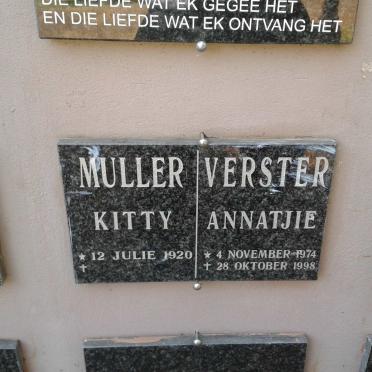 DIE LIEFDE WAT EK GEGEE HET
EN DIE LIEFDE WAT EK ONTVANG HET
MULLER
KITTY
* 12 JULIE 1920
✝
VERSTER
ANNATJIE
* 4 NOVEMBER 1974
✝ 28 OKTOBER 1998